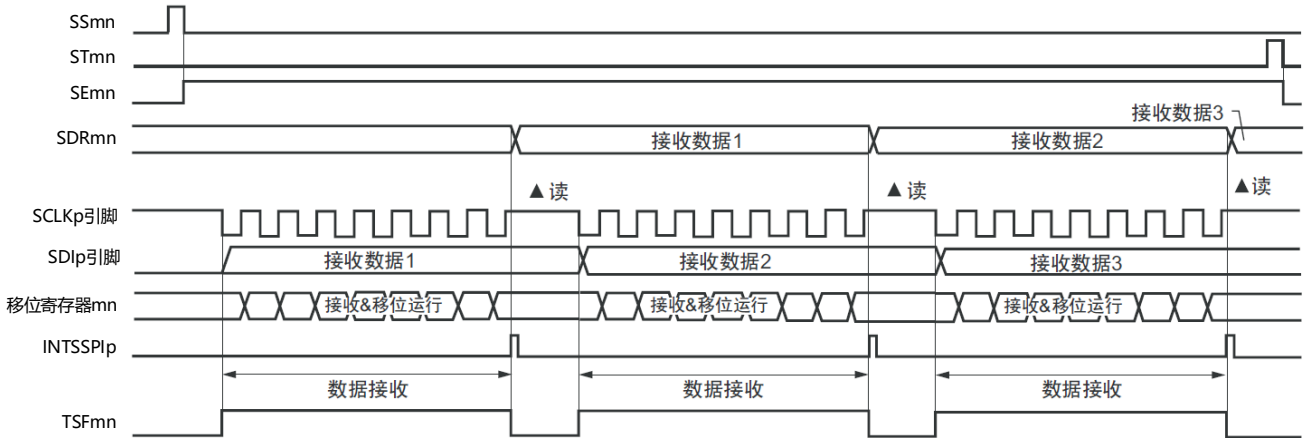 SSmn
STmn
SEmn
接收数据3
SDRmn 接收数据1 接收数据2
▲读 ▲读 ▲读
SCLKp引脚
SDIp引脚 接收数据1 接收数据2 接收数据3
移位寄存器mn 接收&移位运行 接收&移位运行 接收&移位运行
INTSSPIp
数据接收 数据接收 数据接收
TSFmn